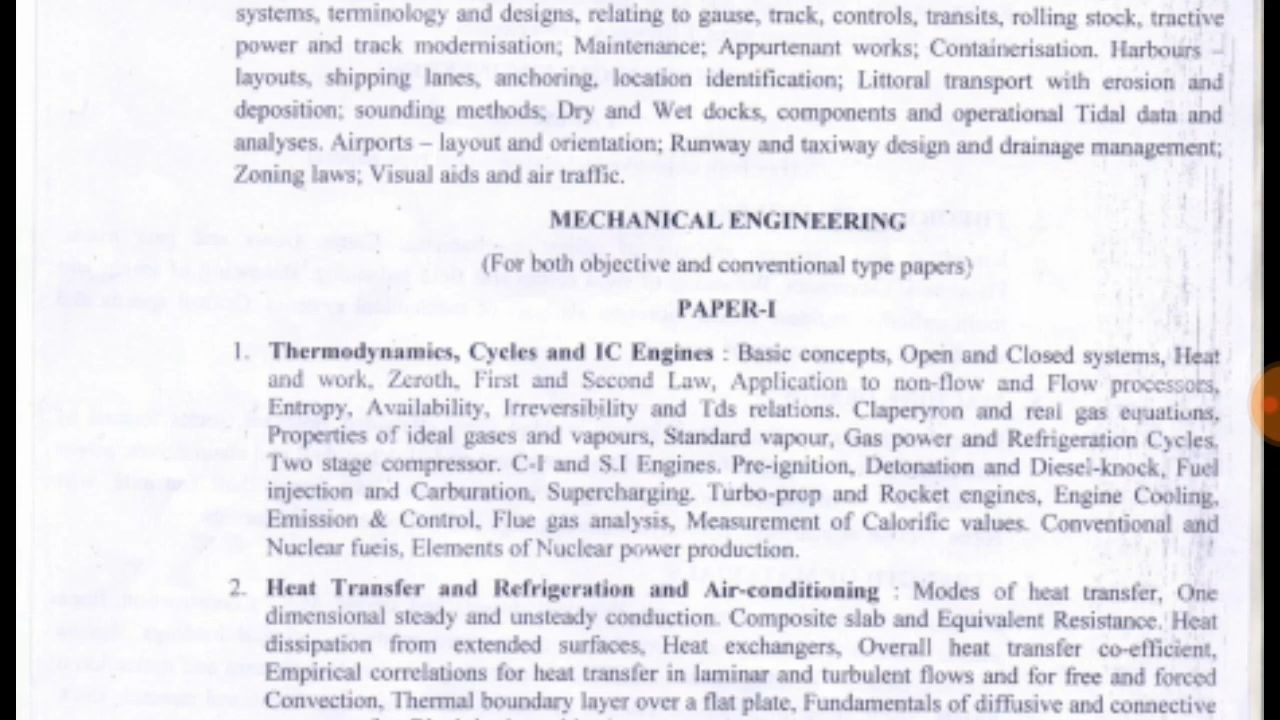 systems, terminology and designs, relating to gause, track, controls, transits, rolling stock, tractive
power and track modernisation; Maintenance; Appurtenant works; Containerisation. Harbours –
layouts, shipping lanes, anchoring, location identification; Littoral transport with erosion and
deposition; sounding methods; Dry and Wet docks, components and operational Tidal data and
analyses. Airports – layout and orientation; Runway and taxiway design and drainage management;
Zoning laws; Visual aids and air traffic.
MECHANICAL ENGINEERING
(For both objective and conventional type papers)
PAPER-I
1. Thermodynamics, Cycles and IC Engines : Basic concepts, Open and Closed systems, Heat
and work, Zeroth, First and Second Law, Application to non-flow and Flow processors,
Entropy, Availability, Irreversibility and Tds relations. Claperyron and real gas equations,
Properties of ideal gases and vapours, Standard vapour, Gas power and Refrigeration Cycles.
Two stage compressor. C-I and S.I Engines. Pre-ignition, Detonation and Diesel-knock, Fuel
injection and Carburation, Supercharging. Turbo-prop and Rocket engines, Engine Cooling,
Emission & Control, Flue gas analysis, Measurement of Calorific values. Conventional and
Nuclear fueis, Elements of Nuclear power production.
2. Heat Transfer and Refrigeration and Air-conditioning : Modes of heat transfer, One
dimensional steady and unsteady conduction. Composite slab and Equivalent Resistance. Heat
dissipation from extended surfaces, Heat exchangers, Overall heat transfer co-efficient,
Empirical correlations for heat transfer in laminar and turbulent flows and for free and forced
Convection, Thermal boundary layer over a flat plate, Fundamentals of diffusive and connective